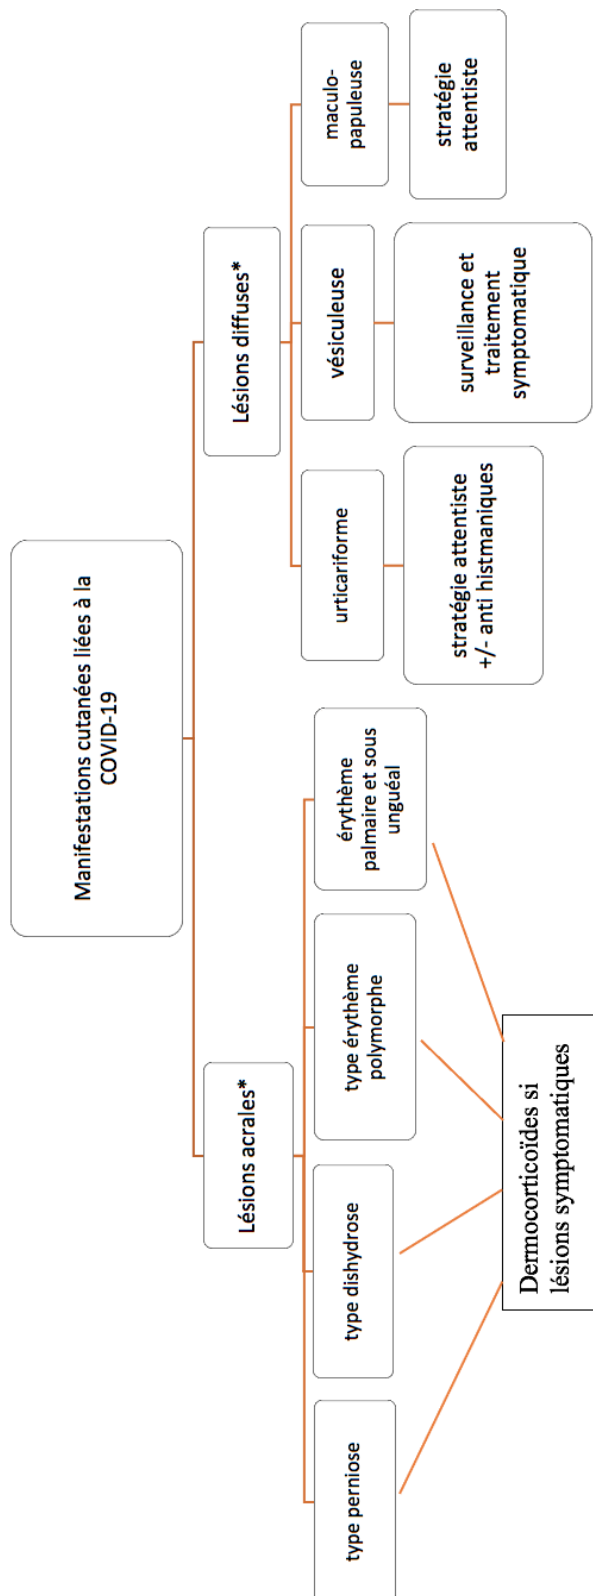 Manifestations cutanées liées à la
COVID-19
Lésions acrales*
Lésions diffuses*
type perniose
type dishydrose
type érythème
polymorphe
érythème
palmaire et sous
unguéal
urticariforme
vésiculeuse
maculo-
papuleuse
Dermocorticoïdes si
lésions symptomatiques
stratégie attentiste
+/- anti histmaniques
surveillance et
traitement
symptomatique
stratégie
attentiste